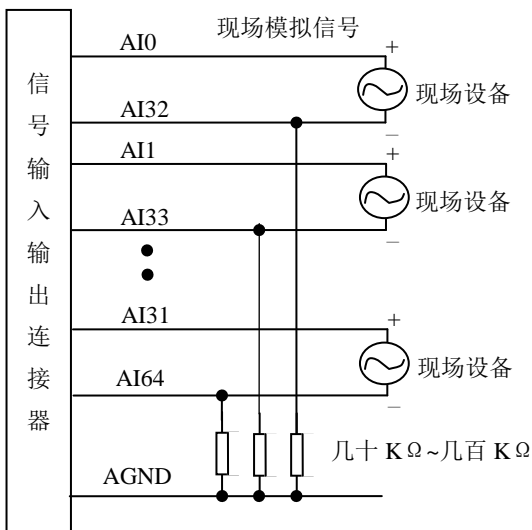 现场模拟信号
信号输入输出连接器
AI0
+
现场设备
AI32
−
AI1
+
现场设备
AI33
−
AI31
+
现场设备
AI64
−
几十 KΩ~几百 KΩ
AGND